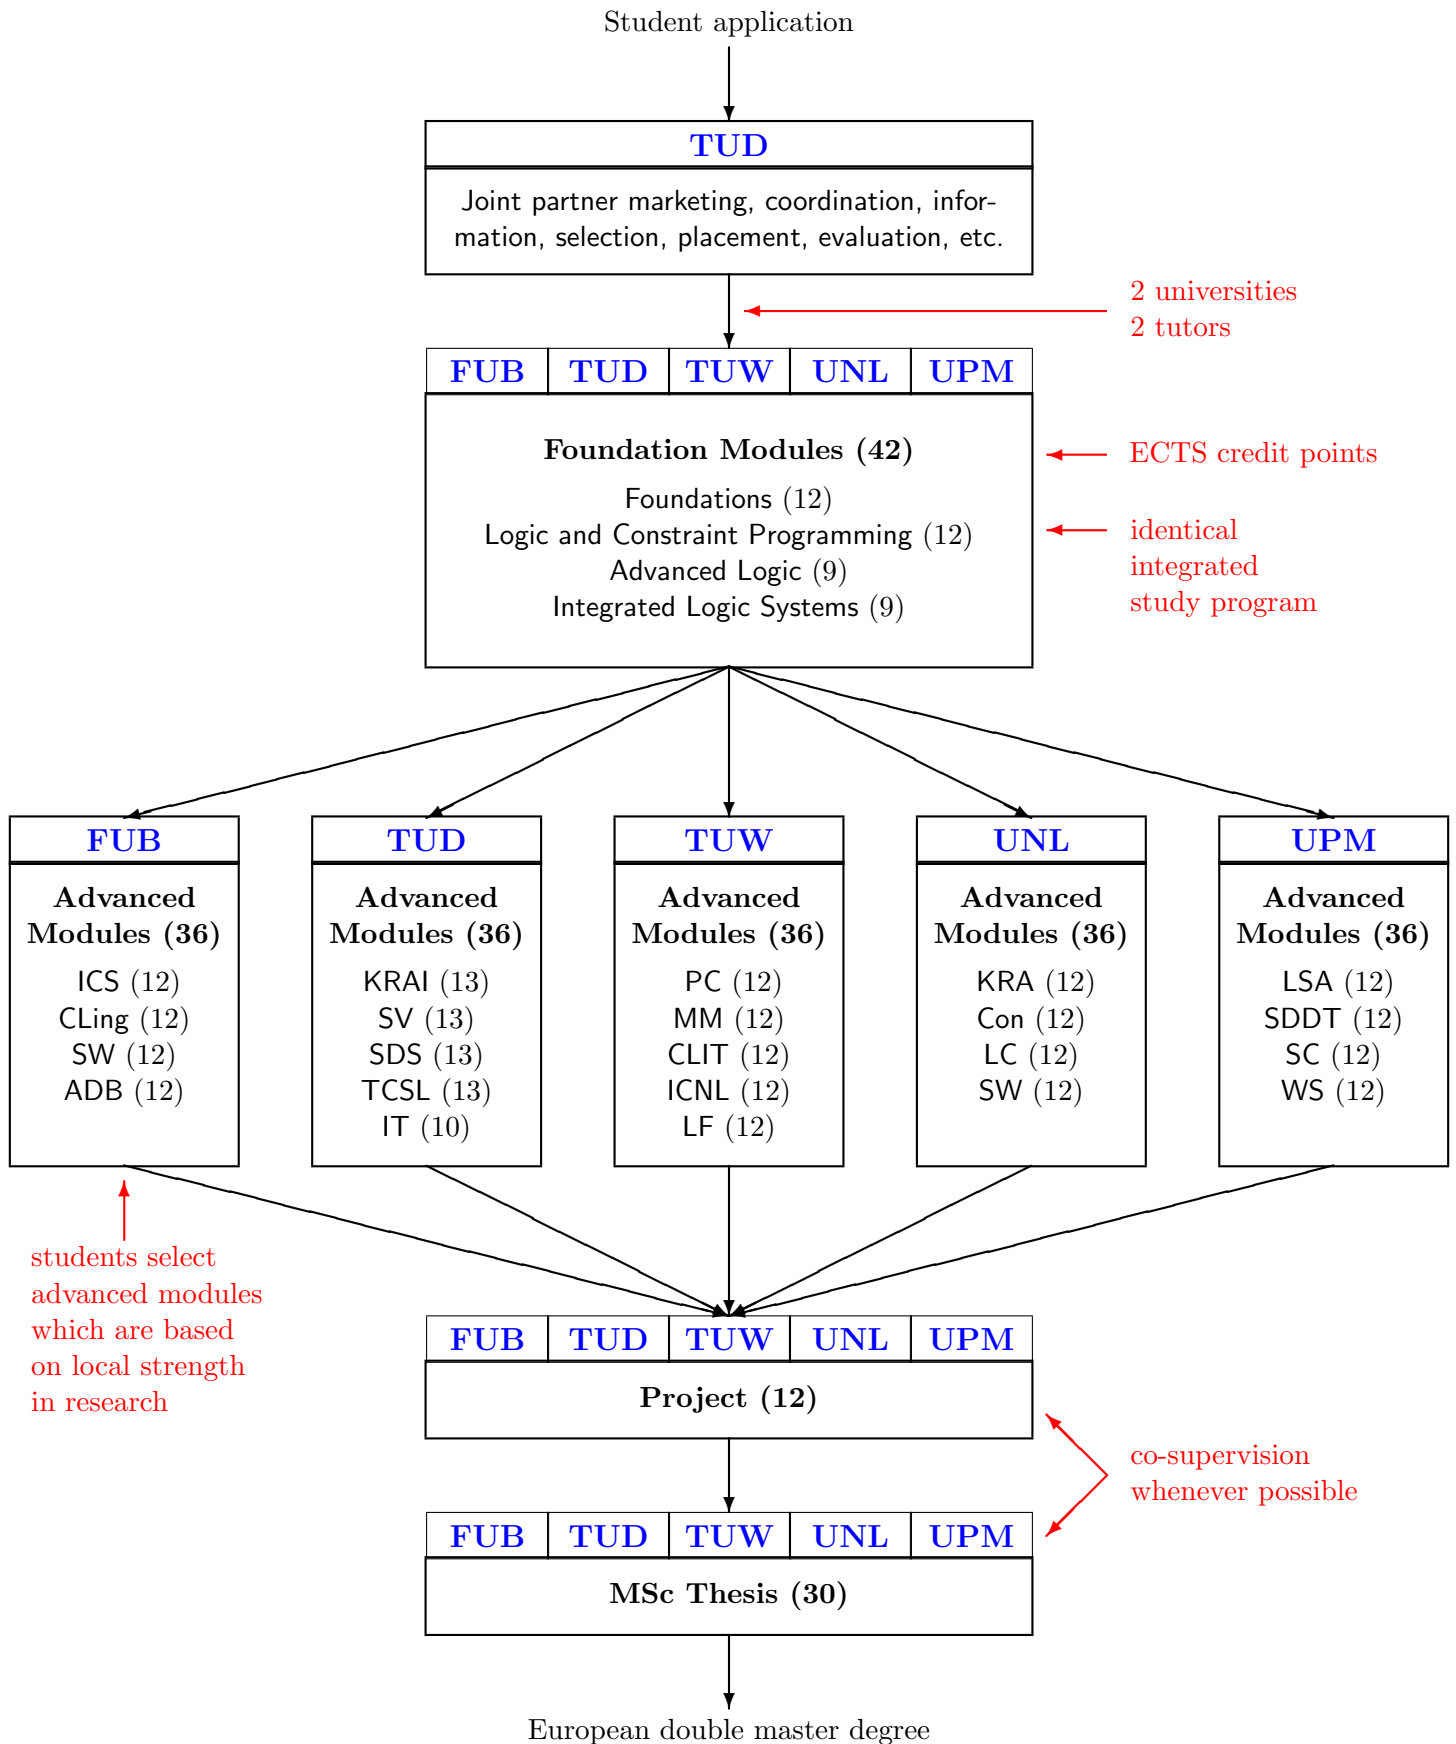 Student application
TUD
Joint partner marketing, coordination, infor-
mation, selection, placement, evaluation, etc.
2 universities
2 tutors
FUB TUD TUW UNL UPM
Foundation Modules (42)
Foundations (12)
Logic and Constraint Programming (12)
Advanced Logic (9)
Integrated Logic Systems (9)
ECTS credit points
identical
integrated
study program
FUB
Advanced
Modules (36)
ICS (12)
CLing (12)
SW (12)
ADB (12)
TUD
Advanced
Modules (36)
KRAI (13)
SV (13)
SDS (13)
TCSL (13)
IT (10)
TUW
Advanced
Modules (36)
PC (12)
MM (12)
CLIT (12)
ICNL (12)
LF (12)
UNL
Advanced
Modules (36)
KRA (12)
Con (12)
LC (12)
SW (12)
UPM
Advanced
Modules (36)
LSA (12)
SDDT (12)
SC (12)
WS (12)
students select
advanced modules
which are based
on local strength
in research
FUB TUD TUW UNL UPM
Project (12)
co-supervision
whenever possible
FUB TUD TUW UNL UPM
MSc Thesis (30)
European double master degree